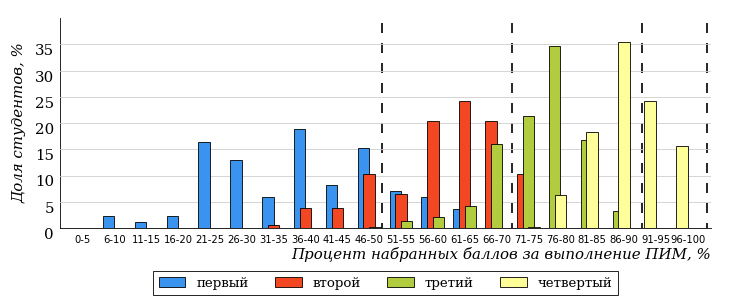 Доля студентов, %
35
30
25
20
15
10
5
0
0-5 6-10 11-15 16-20 21-25 26-30 31-35 36-40 41-45 46-50 51-55 56-60 61-65 66-70 71-75 76-80 81-85 86-90 91-95 96-100
Процент набранных баллов за выполнение ПИМ, %
первый второй третий четвертый